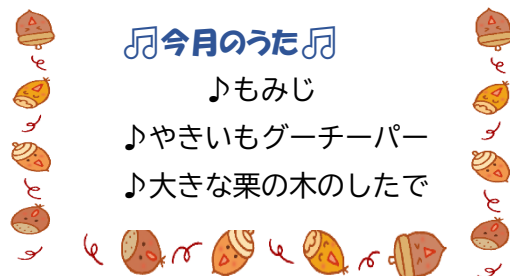 🎵今月のうた🎵
♪もみじ
♪やきいもグーチーパー
♪大きな栗の木のしたで